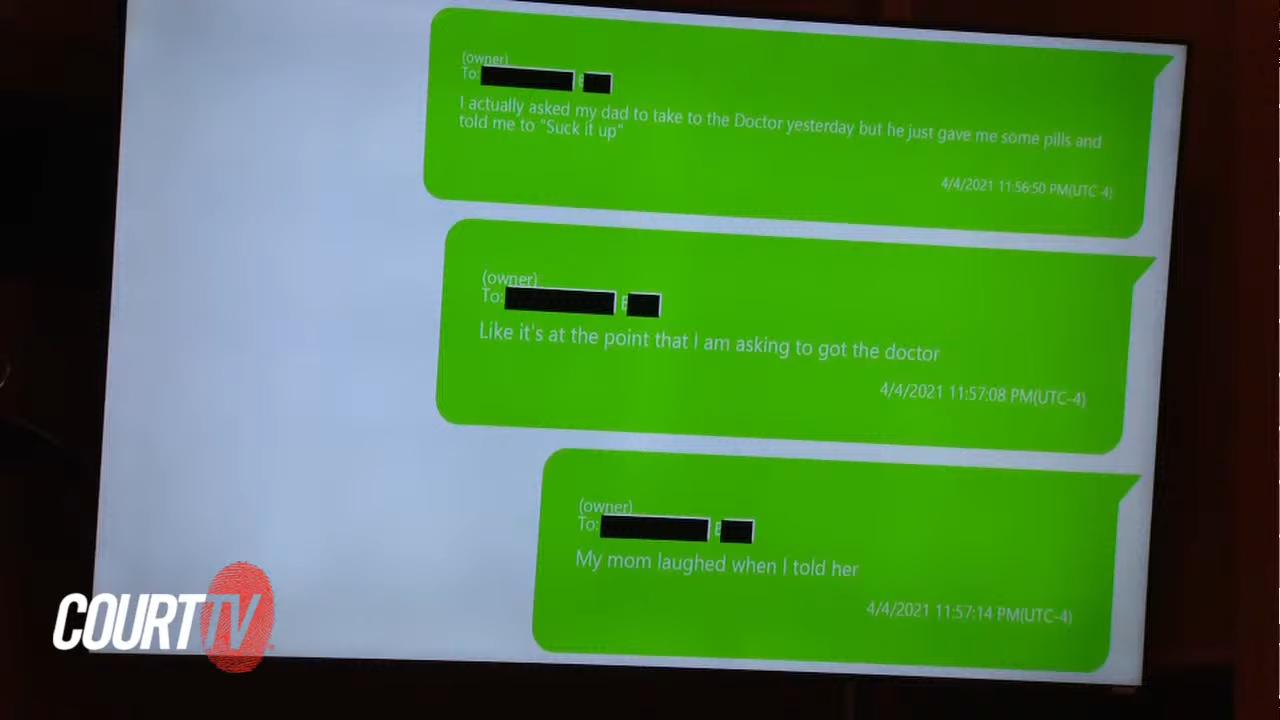 (owner)
To:
I actually asked my dad to take to the Doctor yesterday but he just gave me some pills and
told me to "Suck it up"
4/4/2021 11:56:50 PM(UTC-4)
(owner)
To:
Like it's at the point that I am asking to got the doctor
4/4/2021 11:57:08 PM(UTC-4)
(owner)
To:
My mom laughed when I told her
4/4/2021 11:57:14 PM(UTC-4)
COURT TV